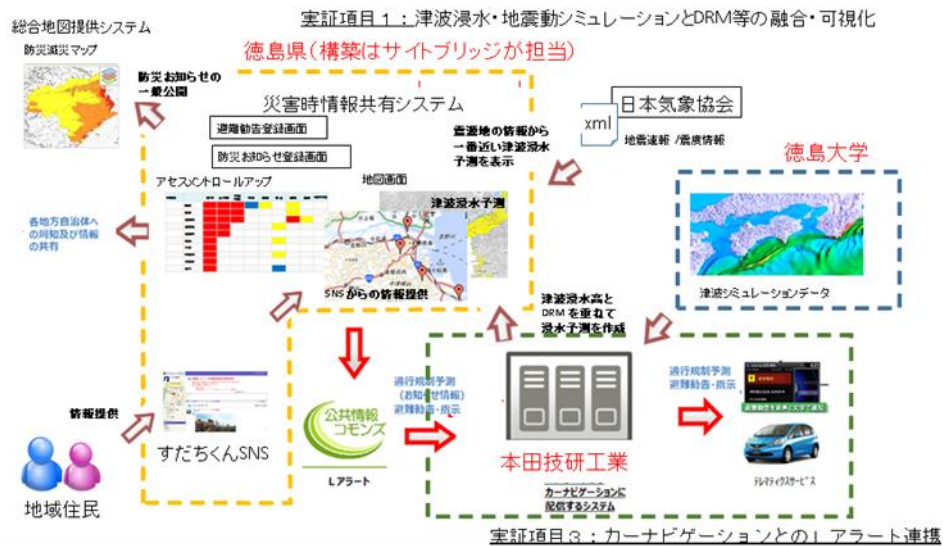 実証項目1：津波浸水・地震動シミュレーションとDRM等の融合・可視化
総合地図提供システム
防災減災マップ
徳島県(構築はサイトブリッジが担当)
防災お知らせの
一般公開
災害時情報共有システム
避難勧告登録画面
防災お知らせ登録画面
震源地の情報から
一番近い津波浸水
予測を表示
日本気象協会
xml
地震速報 /震度情報
徳島大学
アセスメントロールアップ
地図画面
津波浸水予測
各地方自治体へ
の周知及び情報
の共有
SNSからの情報提供
津波シミュレーションデータ
津波浸水高と
DRMを重ねて
浸水予測を作成
通行規制予測
(お知らせ情報)
避難勧告・指示
通行規制予測
避難勧告・指示
情報提供
すだちくんSNS
公共情報
コモンズ
Lアラート
本田技研工業
カーナビゲーションに
配信するシステム
テレマティクスサービス
地域住民
実証項目3：カーナビゲーションとのLアラート連携